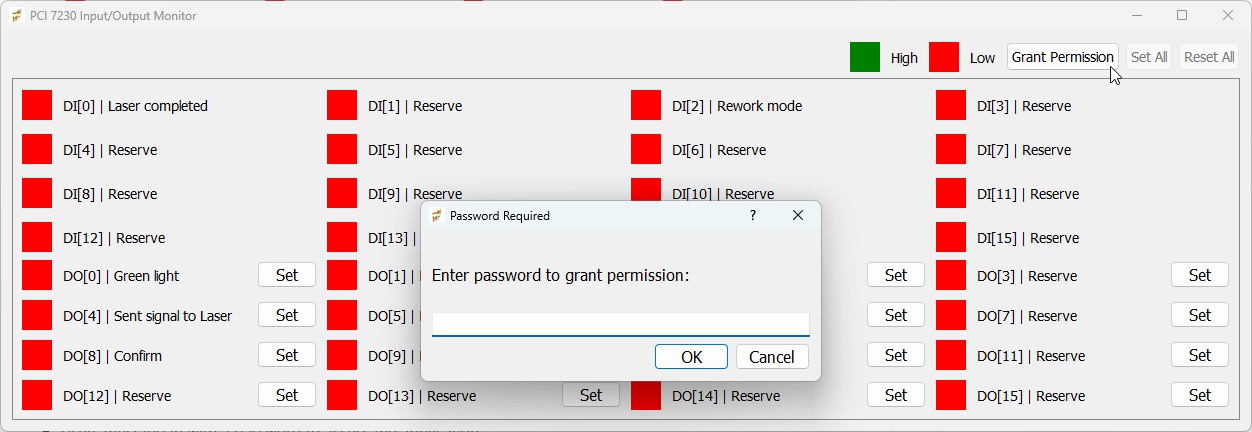 PCI 7230 Input/Output Monitor
High Low Grant Permission Set All Reset All
DI[0] | Laser completed DI[1] | Reserve DI[2] | Rework mode DI[3] | Reserve
DI[4] | Reserve DI[5] | Reserve DI[6] | Reserve DI[7] | Reserve
DI[8] | Reserve DI[9] | Reserve DI[10] | Reserve DI[11] | Reserve
DI[12] | Reserve DI[13] | DI[15] | Reserve
Password Required ?
Enter password to grant permission:
OK Cancel
DO[0] | Green light Set DO[1] | Set DO[3] | Reserve Set
DO[4] | Sent signal to Laser Set DO[5] | Set DO[7] | Reserve Set
DO[8] | Confirm Set DO[9] | Set DO[11] | Reserve Set
DO[12] | Reserve Set DO[13] | Reserve Set DO[14] | Reserve Set DO[15] | Reserve Set